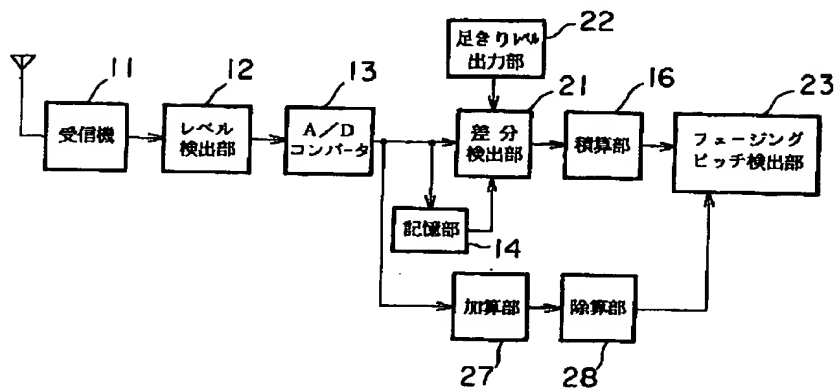 11
受信機
12
レベル
検出部
13
A/D
コンバータ
足きりレベル
出力部
22
21
差分
検出部
記憶部
14
16
積算部
23
フェージング
ピッチ検出部
加算部
27
除算部
28